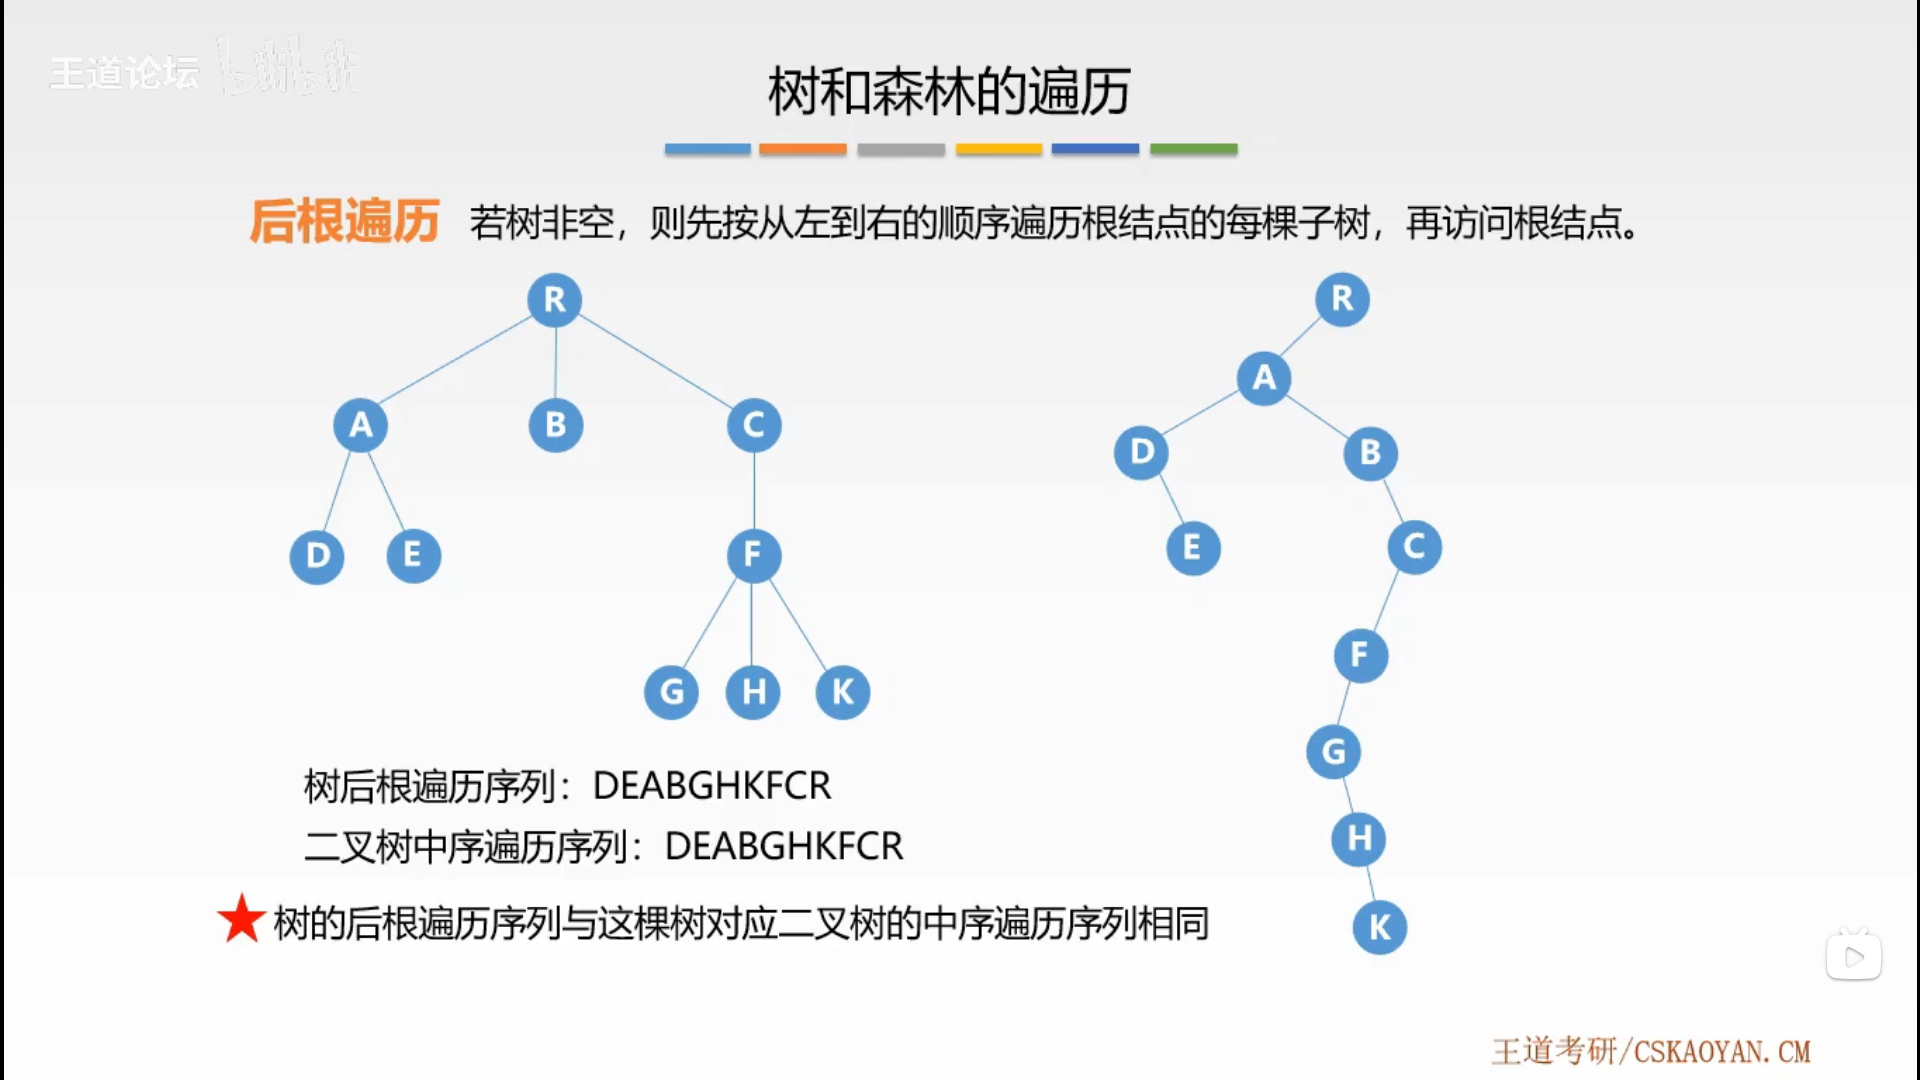 王道论坛 bilibili
树和森林的遍历
后根遍历 若树非空，则先按从左到右的顺序遍历根结点的每棵子树，再访问根结点。
R
A B C
D E F
G H K
R
A
D B
E C
F
G
H
K
树后根遍历序列：DEABGHKFCR
二叉树中序遍历序列：DEABGHKFCR
★树的后根遍历序列与这棵树对应二叉树的中序遍历序列相同
王道考研/CSKAOYAN.CM